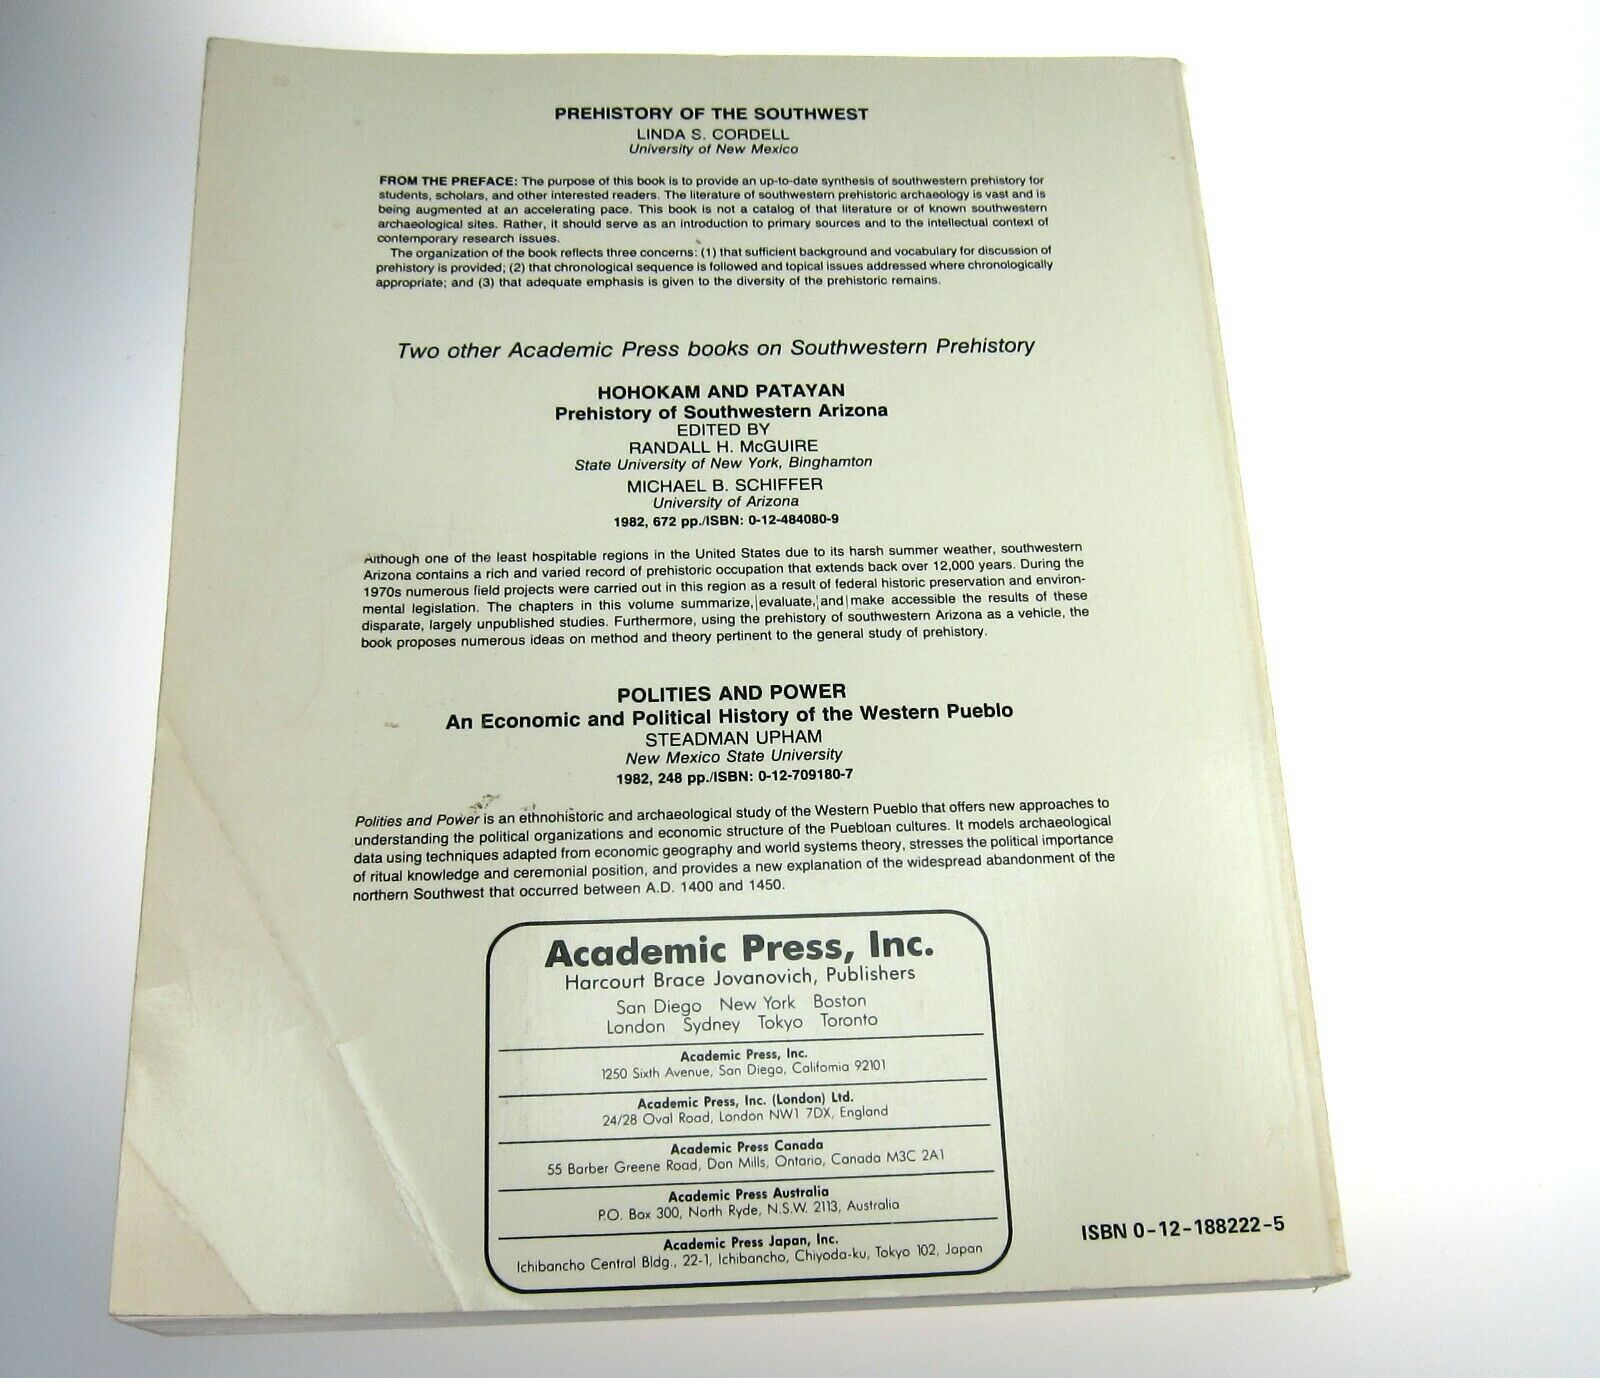 PREHISTORY OF THE SOUTHWEST
LINDA S. CORDELL
University of New Mexico
FROM THE PREFACE: The purpose of this book is to provide an up-to-date synthesis of southwestern prehistory for
students, scholars, and other interested readers. The literature of southwestern prehistoric archaeology is vast and is
being augmented at an accelerating pace. This book is not a catalog of that literature or of known southwestern
archaeological sites. Rather, it should serve as an introduction to primary sources and to the intellectual context of
contemporary research issues.
The organization of the book reflects three concerns: (1) that sufficient background and vocabulary for discussion of
prehistory is provided; (2) that chronological sequence is followed and topical issues addressed where chronologically
appropriate; and (3) that adequate emphasis is given to the diversity of the prehistoric remains.
Two other Academic Press books on Southwestern Prehistory
HOHOKAM AND PATAYAN
Prehistory of Southwestern Arizona
EDITED BY
RANDALL H. McGUIRE
State University of New York, Binghamton
MICHAEL B. SCHIFFER
University of Arizona
1982, 672 pp./ISBN: 0-12-484080-9
Although one of the least hospitable regions in the United States due to its harsh summer weather, southwestern
Arizona contains a rich and varied record of prehistoric occupation that extends back over 12,000 years. During the
1970s numerous field projects were carried out in this region as a result of federal historic preservation and environ-
mental legislation. The chapters in this volume summarize, evaluate, and make accessible the results of these
disparate, largely unpublished studies. Furthermore, using the prehistory of southwestern Arizona as a vehicle, the
book proposes numerous ideas on method and theory pertinent to the general study of prehistory.
POLITIES AND POWER
An Economic and Political History of the Western Pueblo
STEADMAN UPHAM
New Mexico State University
1982, 248 pp./ISBN: 0-12-709180-7
Polities and Power is an ethnohistoric and archaeological study of the Western Pueblo that offers new approaches to
understanding the political organizations and economic structure of the Puebloan cultures. It models archaeological
data using techniques adapted from economic geography and world systems theory, stresses the political importance
of ritual knowledge and ceremonial position, and provides a new explanation of the widespread abandonment of the
northern Southwest that occurred between A.D. 1400 and 1450.
Academic Press, Inc.
Harcourt Brace Jovanovich, Publishers
San Diego New York Boston
London Sydney Tokyo Toronto
Academic Press, Inc.
1250 Sixth Avenue, San Diego, California 92101
Academic Press, Inc. (London) Ltd.
24/28 Oval Road, London NW1 7DX, England
Academic Press Canada
55 Barber Greene Road, Don Mills, Ontario, Canada M3C 2A1
Academic Press Australia
P.O. Box 300, North Ryde, N.S.W. 2113, Australia
Academic Press Japan, Inc.
Ichibancho Central Bldg., 22-1, Ichibancho, Chiyoda-ku, Tokyo 102, Japan
ISBN 0-12-188222-5